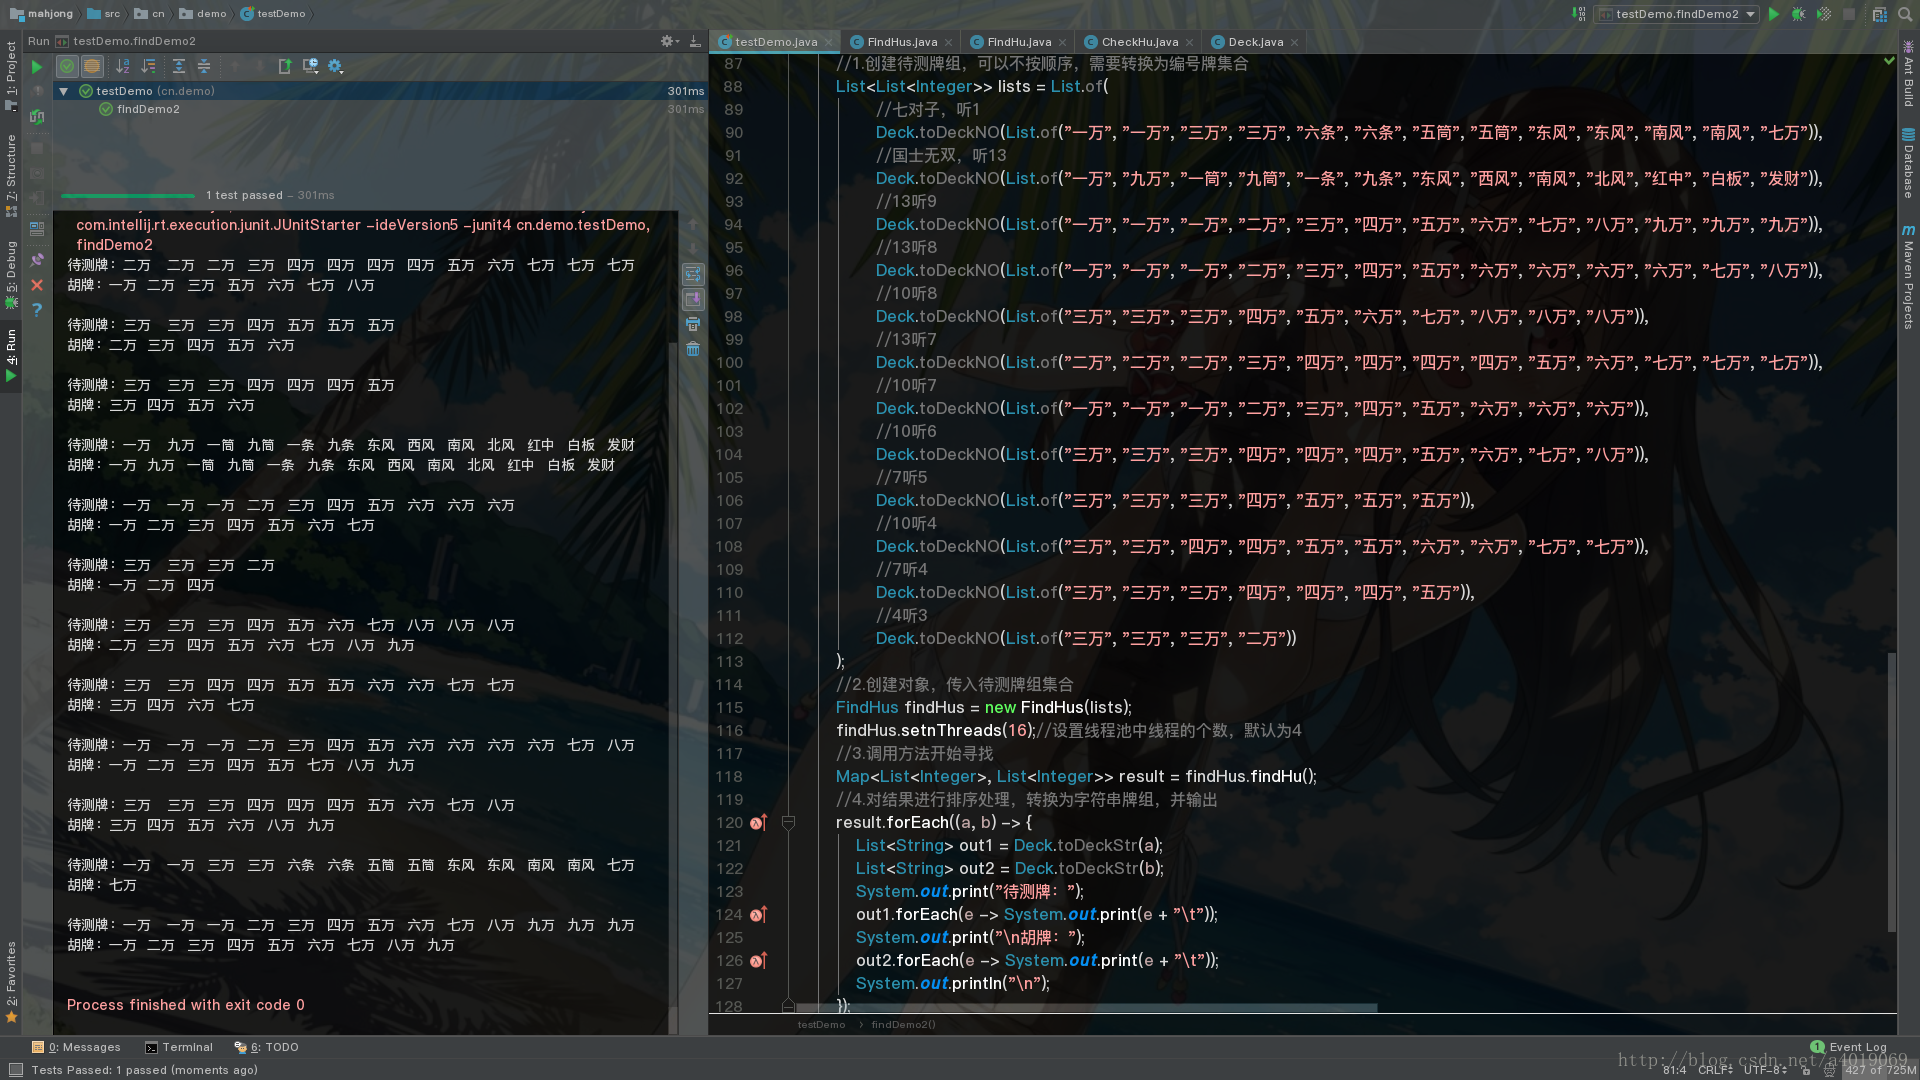 mahjong  src  cn  demo  testDemo
testDemo.findDemo2
Run testDemo.findDemo2
testDemo.java  FindHus.java  FindHu.java  CheckHu.java  Deck.java
testDemo (cn.demo) 301ms
findDemo2 301ms
1 test passed – 301ms
com.intellij.rt.execution.junit.JUnitStarter -ideVersion5 -junit4 cn.demo.testDemo,
findDemo2
待测牌：二万 二万 二万 三万 四万 四万 四万 四万 五万 六万 七万 七万 七万
胡牌：一万 二万 三万 五万 六万 七万 八万
待测牌：三万 三万 三万 四万 五万 五万 五万
胡牌：二万 三万 四万 五万 六万
待测牌：三万 三万 三万 四万 四万 四万 五万
胡牌：三万 四万 五万 六万
待测牌：一万 九万 一筒 九筒 一条 九条 东风 西风 南风 北风 红中 白板 发财
胡牌：一万 九万 一筒 九筒 一条 九条 东风 西风 南风 北风 红中 白板 发财
待测牌：一万 一万 一万 二万 三万 四万 五万 六万 六万 六万
胡牌：一万 二万 三万 四万 五万 六万 七万
待测牌：三万 三万 三万 二万
胡牌：一万 二万 四万
待测牌：三万 三万 三万 四万 五万 六万 七万 八万 八万 八万
胡牌：二万 三万 四万 五万 六万 七万 八万 九万
待测牌：三万 三万 四万 四万 五万 五万 六万 六万 七万 七万
胡牌：三万 四万 六万 七万
待测牌：一万 一万 一万 二万 三万 四万 五万 六万 六万 六万 六万 七万 八万
胡牌：一万 二万 三万 四万 五万 七万 八万 九万
待测牌：三万 三万 三万 四万 四万 四万 五万 六万 七万 八万
胡牌：三万 四万 五万 六万 八万 九万
待测牌：一万 一万 三万 三万 六条 六条 五筒 五筒 东风 东风 南风 南风 七万
胡牌：七万
待测牌：一万 一万 一万 二万 三万 四万 五万 六万 七万 八万 九万 九万 九万
胡牌：一万 二万 三万 四万 五万 六万 七万 八万 九万
Process finished with exit code 0
87 //1.创建待测牌组，可以不按顺序，需要转换为编号牌集合
88 List<List<Integer>> lists = List.of(
89 //七对子，听1
90 Deck.toDeckNO(List.of("一万", "一万", "三万", "三万", "六条", "六条", "五筒", "五筒", "东风", "东风", "南风", "南风", "七万")),
91 //国士无双，听13
92 Deck.toDeckNO(List.of("一万", "九万", "一筒", "九筒", "一条", "九条", "东风", "西风", "南风", "北风", "红中", "白板", "发财")),
93 //13听9
94 Deck.toDeckNO(List.of("一万", "一万", "一万", "二万", "三万", "四万", "五万", "六万", "七万", "八万", "九万", "九万", "九万")),
95 //13听8
96 Deck.toDeckNO(List.of("一万", "一万", "一万", "二万", "三万", "四万", "五万", "六万", "六万", "六万", "六万", "七万", "八万")),
97 //10听8
98 Deck.toDeckNO(List.of("三万", "三万", "三万", "四万", "五万", "六万", "七万", "八万", "八万", "八万")),
99 //13听7
100 Deck.toDeckNO(List.of("二万", "二万", "二万", "三万", "四万", "四万", "四万", "四万", "五万", "六万", "七万", "七万", "七万")),
101 //10听7
102 Deck.toDeckNO(List.of("一万", "一万", "一万", "二万", "三万", "四万", "五万", "六万", "六万", "六万")),
103 //10听6
104 Deck.toDeckNO(List.of("三万", "三万", "三万", "四万", "四万", "四万", "五万", "六万", "七万", "八万")),
105 //7听5
106 Deck.toDeckNO(List.of("三万", "三万", "三万", "四万", "五万", "五万", "五万")),
107 //10听4
108 Deck.toDeckNO(List.of("三万", "三万", "四万", "四万", "五万", "五万", "六万", "六万", "七万", "七万")),
109 //7听4
110 Deck.toDeckNO(List.of("三万", "三万", "三万", "四万", "四万", "四万", "五万")),
111 //4听3
112 Deck.toDeckNO(List.of("三万", "三万", "三万", "二万"))
113 );
114 //2.创建对象，传入待测牌组集合
115 FindHus findHus = new FindHus(lists);
116 findHus.setnThreads(16);//设置线程池中线程的个数，默认为4
117 //3.调用方法开始寻找
118 Map<List<Integer>, List<Integer>> result = findHus.findHu();
119 //4.对结果进行排序处理，转换为字符串牌组，并输出
120 result.forEach((a, b) -> {
121 List<String> out1 = Deck.toDeckStr(a);
122 List<String> out2 = Deck.toDeckStr(b);
123 System.out.print("待测牌：");
124 out1.forEach(e -> System.out.print(e + "\t"));
125 System.out.print("\n胡牌：");
126 out2.forEach(e -> System.out.print(e + "\t"));
127 System.out.println("\n");
128 });
testDemo > findDemo2()
1: Project
7: Structure
5: Debug
4: Run
2: Favorites
Ant Build
Database
Maven Projects
0: Messages  Terminal  6: TODO
1 Event Log
http://blog.csdn.net/a4019069
Tests Passed: 1 passed (moments ago)
81:4 CRLF UTF-8 427 of 725M